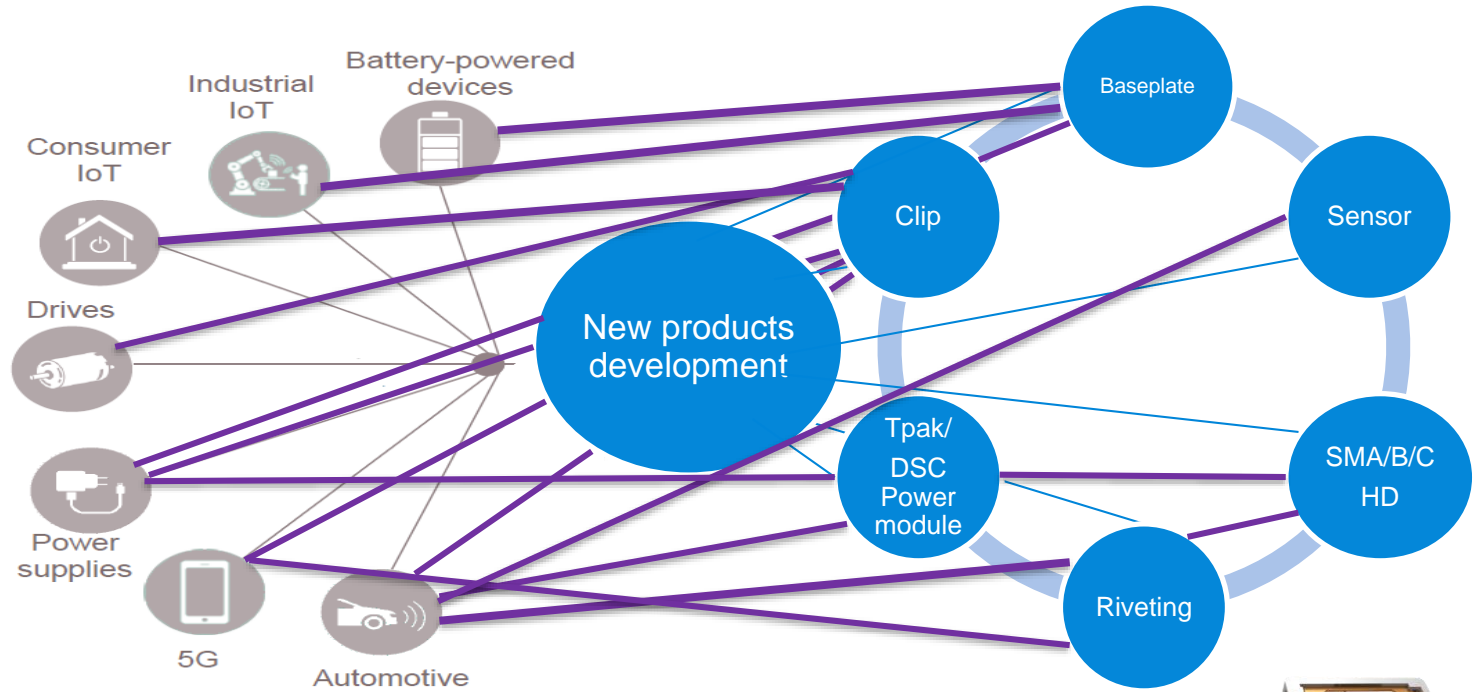 Battery-powered
devices
Industrial
IoT
Consumer
IoT
Drives
Power
supplies
5G
Automotive
New products
development
Baseplate
Clip
Sensor
Tpak/
DSC
Power
module
SMA/B/C
HD
Riveting